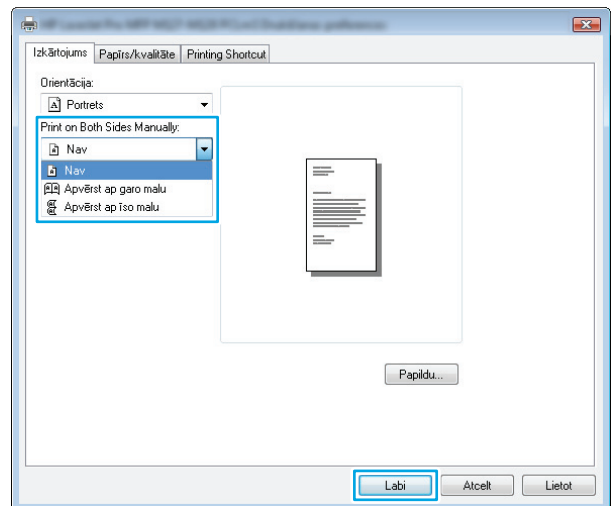 Izkārtojums Papīrs/kvalitāte Printing Shortcut
Orientācija:
Portrets
Print on Both Sides Manually:
Nav
Nav
Apvērst ap garo malu
Apvērst ap īso malu
Papildu...
Labi Atcelt Lietot